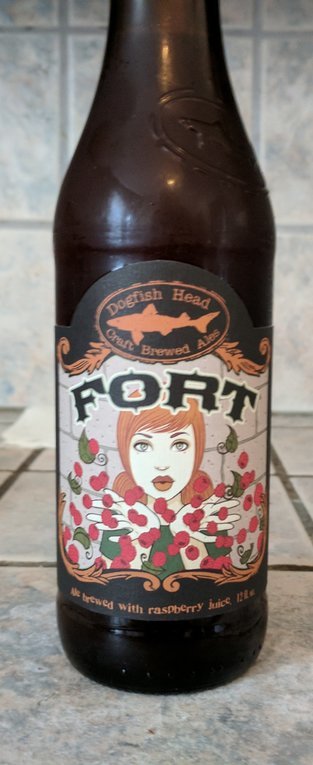 Dogfish Head
Craft Brewed Ales
FORT
Ale brewed with raspberry juice. 12 fl. oz.